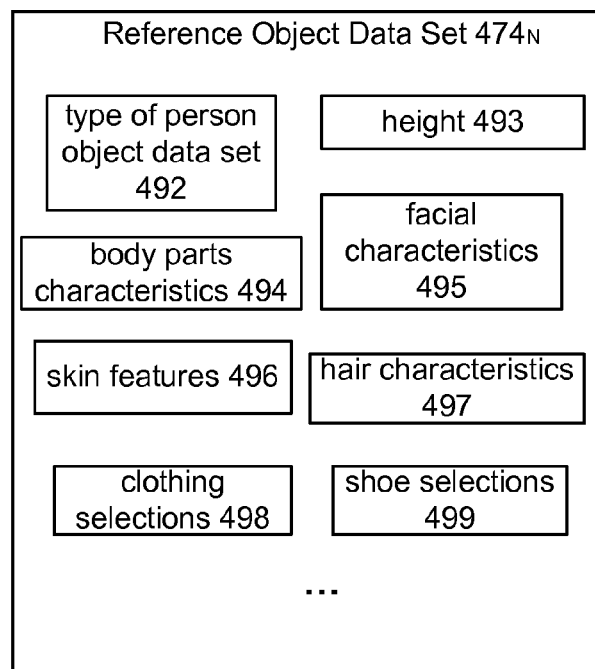 Reference Object Data Set 474N
type of person
object data set
492
height 493
body parts
characteristics 494
facial
characteristics
495
skin features 496
hair characteristics
497
clothing
selections 498
shoe selections
499
...